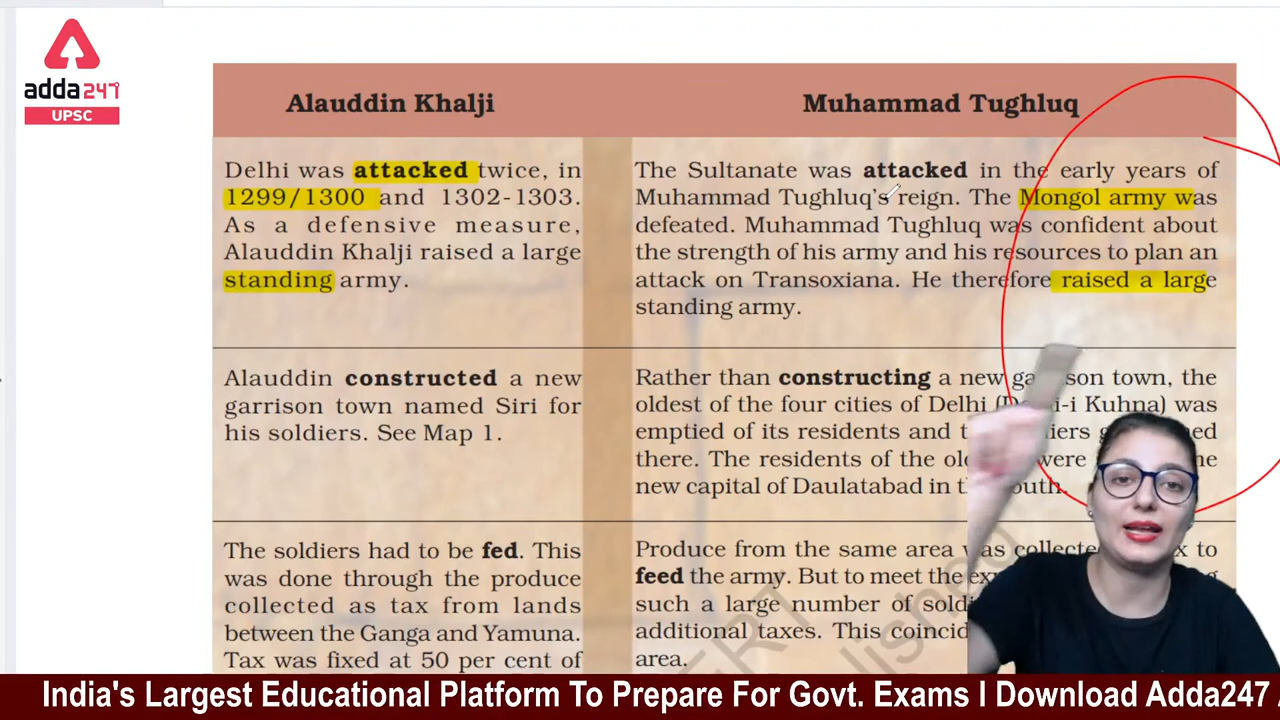 adda247
UPSC
Alauddin Khalji
Muhammad Tughluq
Delhi was attacked twice, in
1299/1300 and 1302-1303.
As a defensive measure,
Alauddin Khalji raised a large
standing army.
The Sultanate was attacked in the early years of
Muhammad Tughluq's reign. The Mongol army was
defeated. Muhammad Tughluq was confident about
the strength of his army and his resources to plan an
attack on Transoxiana. He therefore raised a large
standing army.
Alauddin constructed a new
garrison town named Siri for
his soldiers. See Map 1.
Rather than constructing a new garrison town, the
oldest of the four cities of Delhi Kuhna) was
emptied of its residents and
there. The residents of the were
new capital of Daulatabad in
The soldiers had to be fed. This
was done through the produce
collected as tax from lands
between the Ganga and Yamuna.
Tax was fixed at 50 per cent of
Produce from the same area was to
feed the army. But to meet the
such a large number of
additional taxes. This
area.
India's Largest Educational Platform To Prepare For Govt. Exams I Download Adda247